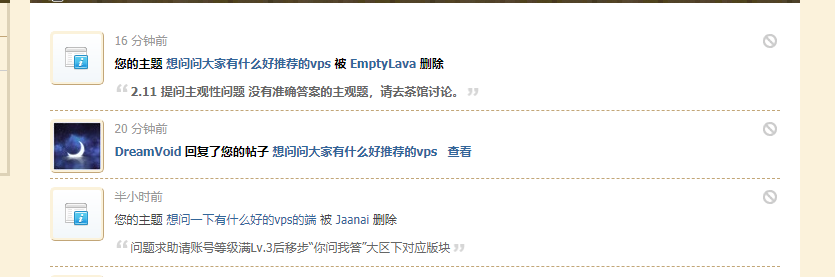 16 分钟前
您的主题 想问问大家有什么好推荐的vps 被 EmptyLava 删除
“ 2.11 提问主观性问题 没有准确答案的主观题，请去茶馆讨论。 ”
20 分钟前
DreamVoid 回复了您的帖子 想问问大家有什么好推荐的vps 查看
半小时前
您的主题 想问一下有什么好的vps的端 被 Jaanai 删除
“ 问题求助请账号等级满Lv.3后移步“你问我答”大区下对应版块 ”